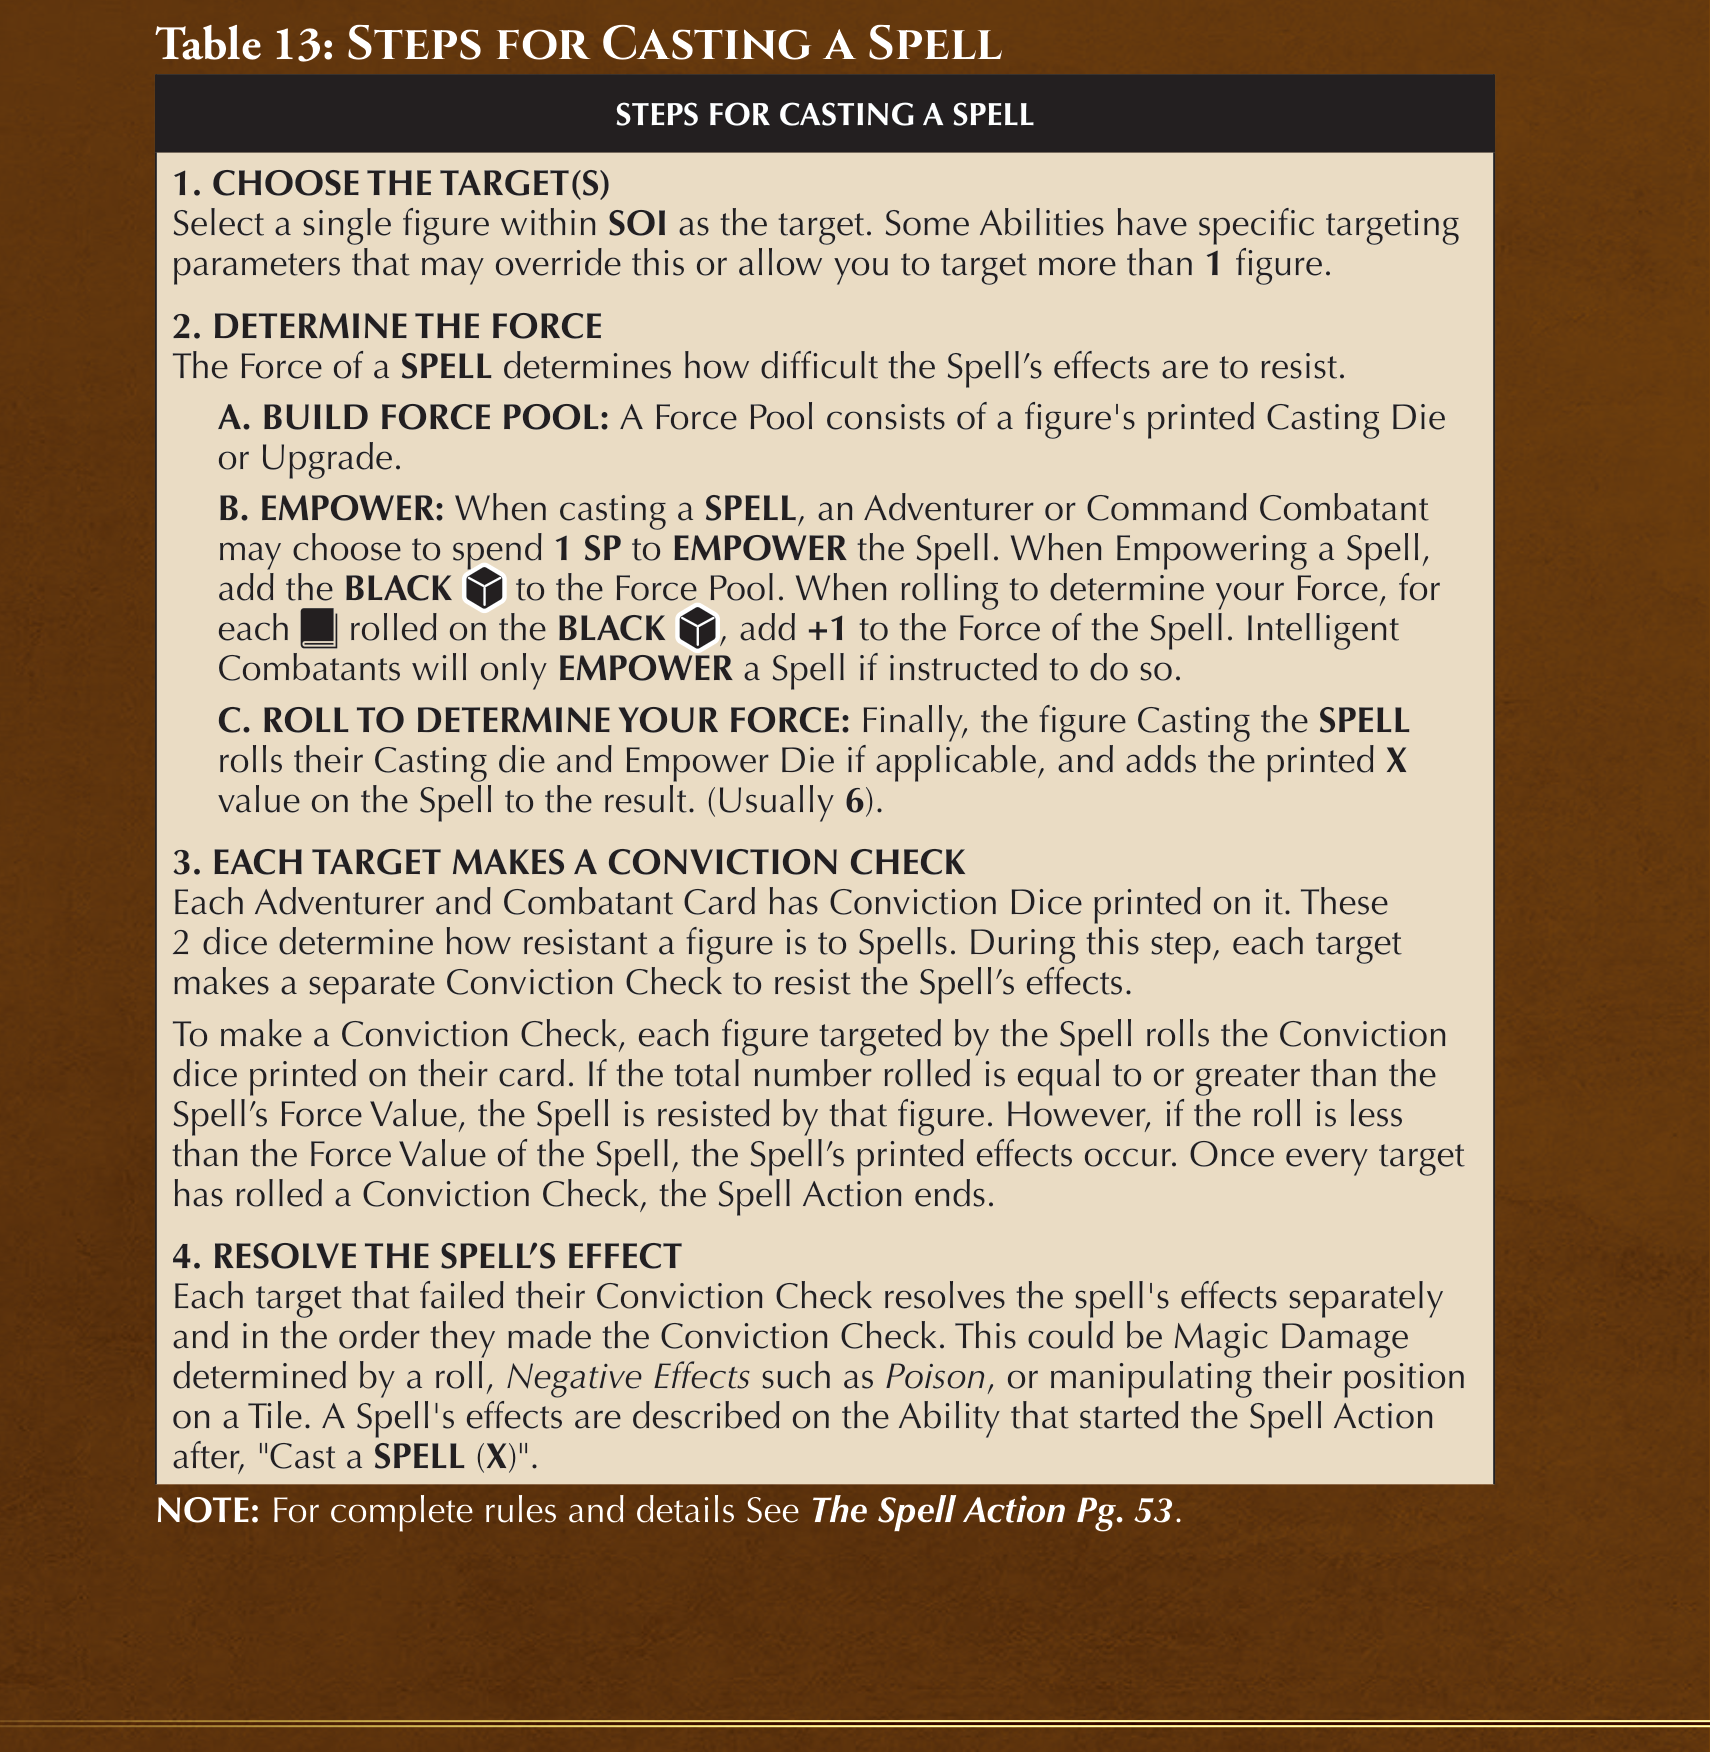 Table 13: STEPS FOR CASTING A SPELL
STEPS FOR CASTING A SPELL
1. CHOOSE THE TARGET(S)
Select a single figure within SOI as the target. Some Abilities have specific targeting
parameters that may override this or allow you to target more than 1 figure.
2. DETERMINE THE FORCE
The Force of a SPELL determines how difficult the Spell’s effects are to resist.
A. BUILD FORCE POOL: A Force Pool consists of a figure's printed Casting Die
or Upgrade.
B. EMPOWER: When casting a SPELL, an Adventurer or Command Combatant
may choose to spend 1 SP to EMPOWER the Spell. When Empowering a Spell,
add the BLACK to the Force Pool. When rolling to determine your Force, for
each rolled on the BLACK , add +1 to the Force of the Spell. Intelligent
Combatants will only EMPOWER a Spell if instructed to do so.
C. ROLL TO DETERMINE YOUR FORCE: Finally, the figure Casting the SPELL
rolls their Casting die and Empower Die if applicable, and adds the printed X
value on the Spell to the result. (Usually 6).
3. EACH TARGET MAKES A CONVICTION CHECK
Each Adventurer and Combatant Card has Conviction Dice printed on it. These
2 dice determine how resistant a figure is to Spells. During this step, each target
makes a separate Conviction Check to resist the Spell’s effects.
To make a Conviction Check, each figure targeted by the Spell rolls the Conviction
dice printed on their card. If the total number rolled is equal to or greater than the
Spell’s Force Value, the Spell is resisted by that figure. However, if the roll is less
than the Force Value of the Spell, the Spell’s printed effects occur. Once every target
has rolled a Conviction Check, the Spell Action ends.
4. RESOLVE THE SPELL’S EFFECT
Each target that failed their Conviction Check resolves the spell's effects separately
and in the order they made the Conviction Check. This could be Magic Damage
determined by a roll, Negative Effects such as Poison, or manipulating their position
on a Tile. A Spell's effects are described on the Ability that started the Spell Action
after, "Cast a SPELL (X)".
NOTE: For complete rules and details See The Spell Action Pg. 53.